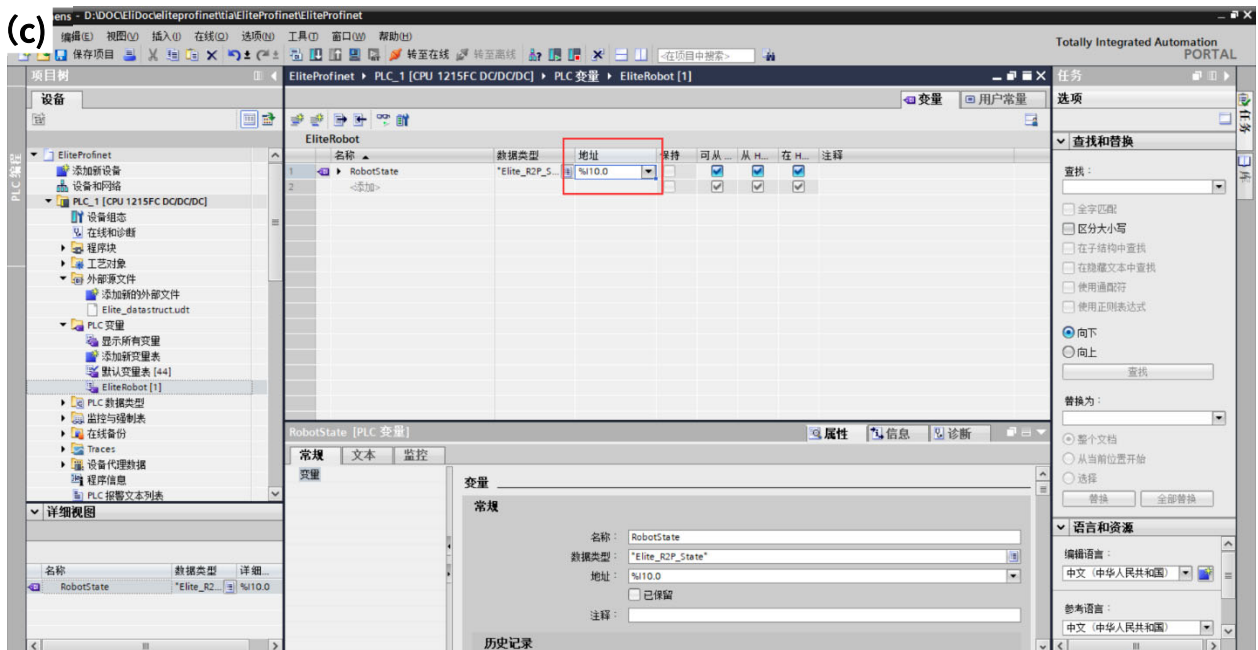 (c)
ens - D:\DOC\EliDoc\eliteprofinet\tia\EliteProfinet\EliteProfinet
编辑(E) 视图(V) 插入(I) 在线(O) 选项(N) 工具(T) 窗口(W) 帮助(H)
保存项目 转至在线 转至离线 <在项目中搜索>
Totally Integrated Automation
PORTAL
项目树
设备
PLC 编程
EliteProfinet
添加新设备
设备和网络
PLC_1 [CPU 1215FC DC/DC/DC]
设备组态
在线和诊断
程序块
工艺对象
外部源文件
添加新的外部文件
Elite_datastruct.udt
PLC 变量
显示所有变量
添加新变量表
默认变量表 [44]
EliteRobot [1]
PLC 数据类型
监控与强制表
在线备份
Traces
设备代理数据
程序信息
PLC 报警文本列表
详细视图
名称 数据类型 详细...
RobotState "Elite_R2... %I10.0
EliteProfinet PLC_1 [CPU 1215FC DC/DC/DC] PLC 变量 EliteRobot [1]
变量 用户常量
EliteRobot
名称 数据类型 地址 保持 可从 ... 从 H... 在 H... 注释
1 RobotState "Elite_R2P_S... %I10.0
2 <添加>
RobotState [PLC 变量]
属性 信息 诊断
常规 文本 监控
变量
变量
常规
名称: RobotState
数据类型: "Elite_R2P_State"
地址: %I10.0
已保留
注释:
历史记录
任务
选项
查找和替换
查找:
全字匹配
区分大小写
在子结构中查找
在隐藏文本中查找
使用通配符
使用正则表达式
向下
向上
查找
替换为:
整个文档
从当前位置开始
选择
替换 全部替换
语言和资源
编辑语言:
中文（中华人民共和国）
参考语言:
中文（中华人民共和国）
任务
库